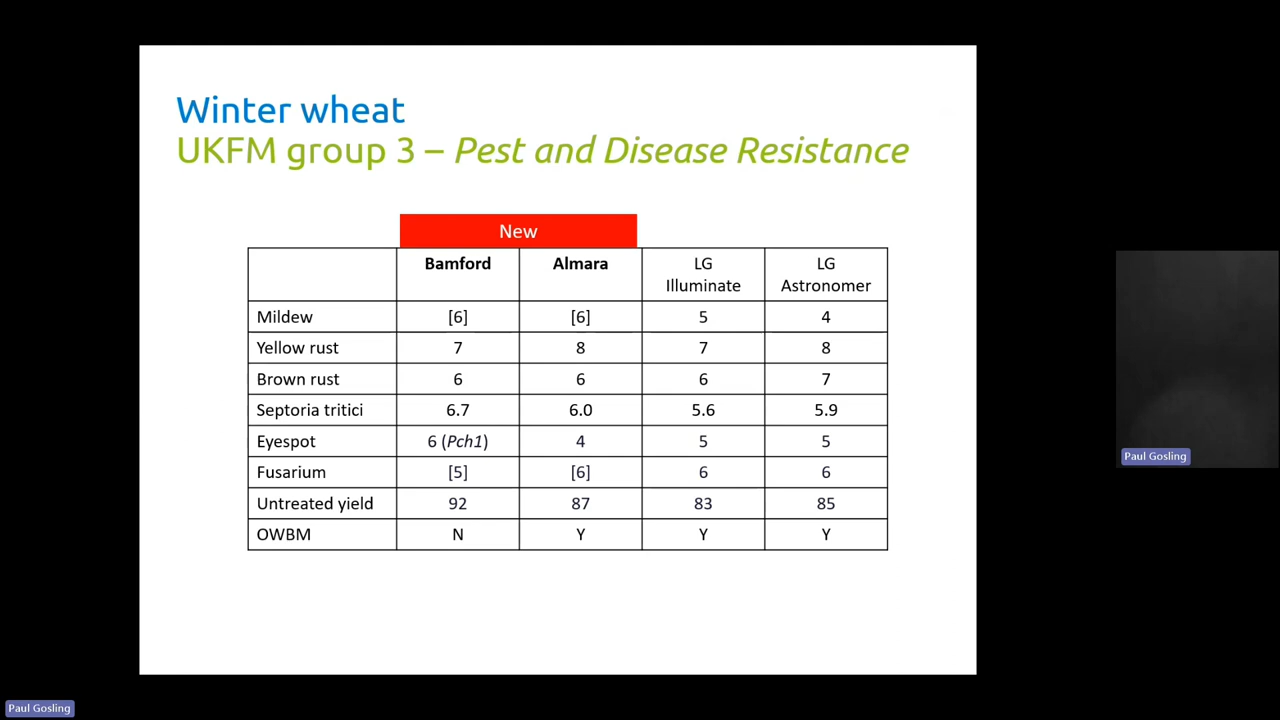 Winter wheat
UKFM group 3 – Pest and Disease Resistance
New
Bamford Almara LG Illuminate LG Astronomer
Mildew [6] [6] 5 4
Yellow rust 7 8 7 8
Brown rust 6 6 6 7
Septoria tritici 6.7 6.0 5.6 5.9
Eyespot 6 (Pch1) 4 5 5
Fusarium [5] [6] 6 6
Untreated yield 92 87 83 85
OWBM N Y Y Y
Paul Gosling
Paul Gosling